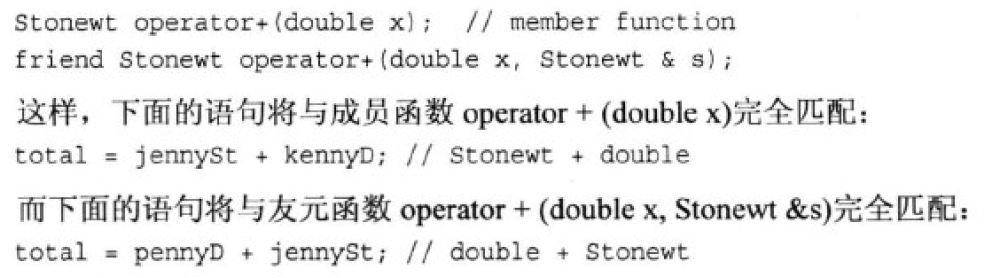 Stonewt operator+(double x);  // member function
friend Stonewt operator+(double x, Stonewt & s);
这样，下面的语句将与成员函数 operator + (double x)完全匹配：
total = jennySt + kennyD; // Stonewt + double
而下面的语句将与友元函数 operator + (double x, Stonewt &s)完全匹配：
total = pennyD + jennySt; // double + Stonewt